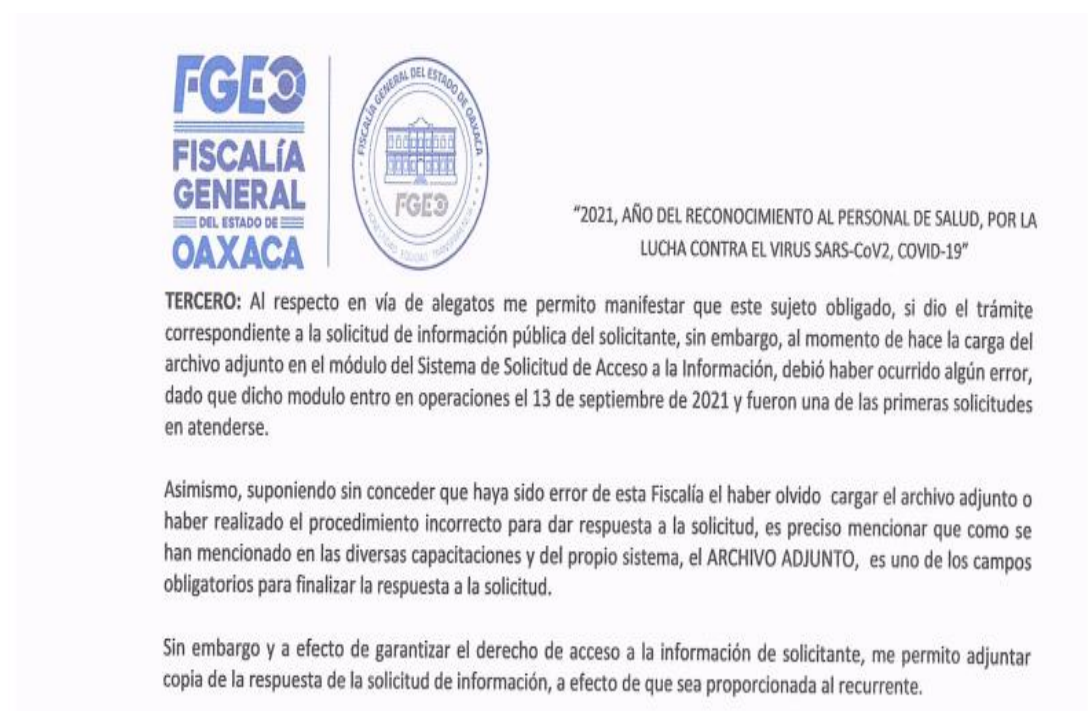 FGEO
FISCALÍA
GENERAL
DEL ESTADO DE
OAXACA
FISCALÍA GENERAL DEL ESTADO DE OAXACA
FGEO
"2021, AÑO DEL RECONOCIMIENTO AL PERSONAL DE SALUD, POR LA
LUCHA CONTRA EL VIRUS SARS-CoV2, COVID-19"
TERCERO: Al respecto en vía de alegatos me permito manifestar que este sujeto obligado, si dio el trámite
correspondiente a la solicitud de información pública del solicitante, sin embargo, al momento de hace la carga del
archivo adjunto en el módulo del Sistema de Solicitud de Acceso a la Información, debió haber ocurrido algún error,
dado que dicho modulo entro en operaciones el 13 de septiembre de 2021 y fueron una de las primeras solicitudes
en atenderse.
Asimismo, suponiendo sin conceder que haya sido error de esta Fiscalía el haber olvido cargar el archivo adjunto o
haber realizado el procedimiento incorrecto para dar respuesta a la solicitud, es preciso mencionar que como se
han mencionado en las diversas capacitaciones y del propio sistema, el ARCHIVO ADJUNTO, es uno de los campos
obligatorios para finalizar la respuesta a la solicitud.
Sin embargo y a efecto de garantizar el derecho de acceso a la información de solicitante, me permito adjuntar
copia de la respuesta de la solicitud de información, a efecto de que sea proporcionada al recurrente.